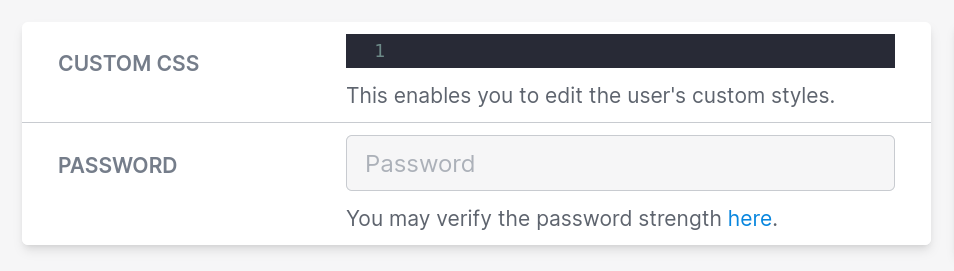 CUSTOM CSS
1
This enables you to edit the user's custom styles.
PASSWORD
Password
You may verify the password strength here.